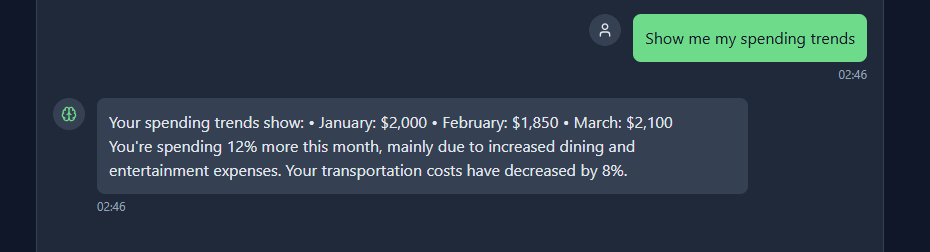 Show me my spending trends
02:46
Your spending trends show: • January: $2,000 • February: $1,850 • March: $2,100
You're spending 12% more this month, mainly due to increased dining and
entertainment expenses. Your transportation costs have decreased by 8%.
02:46